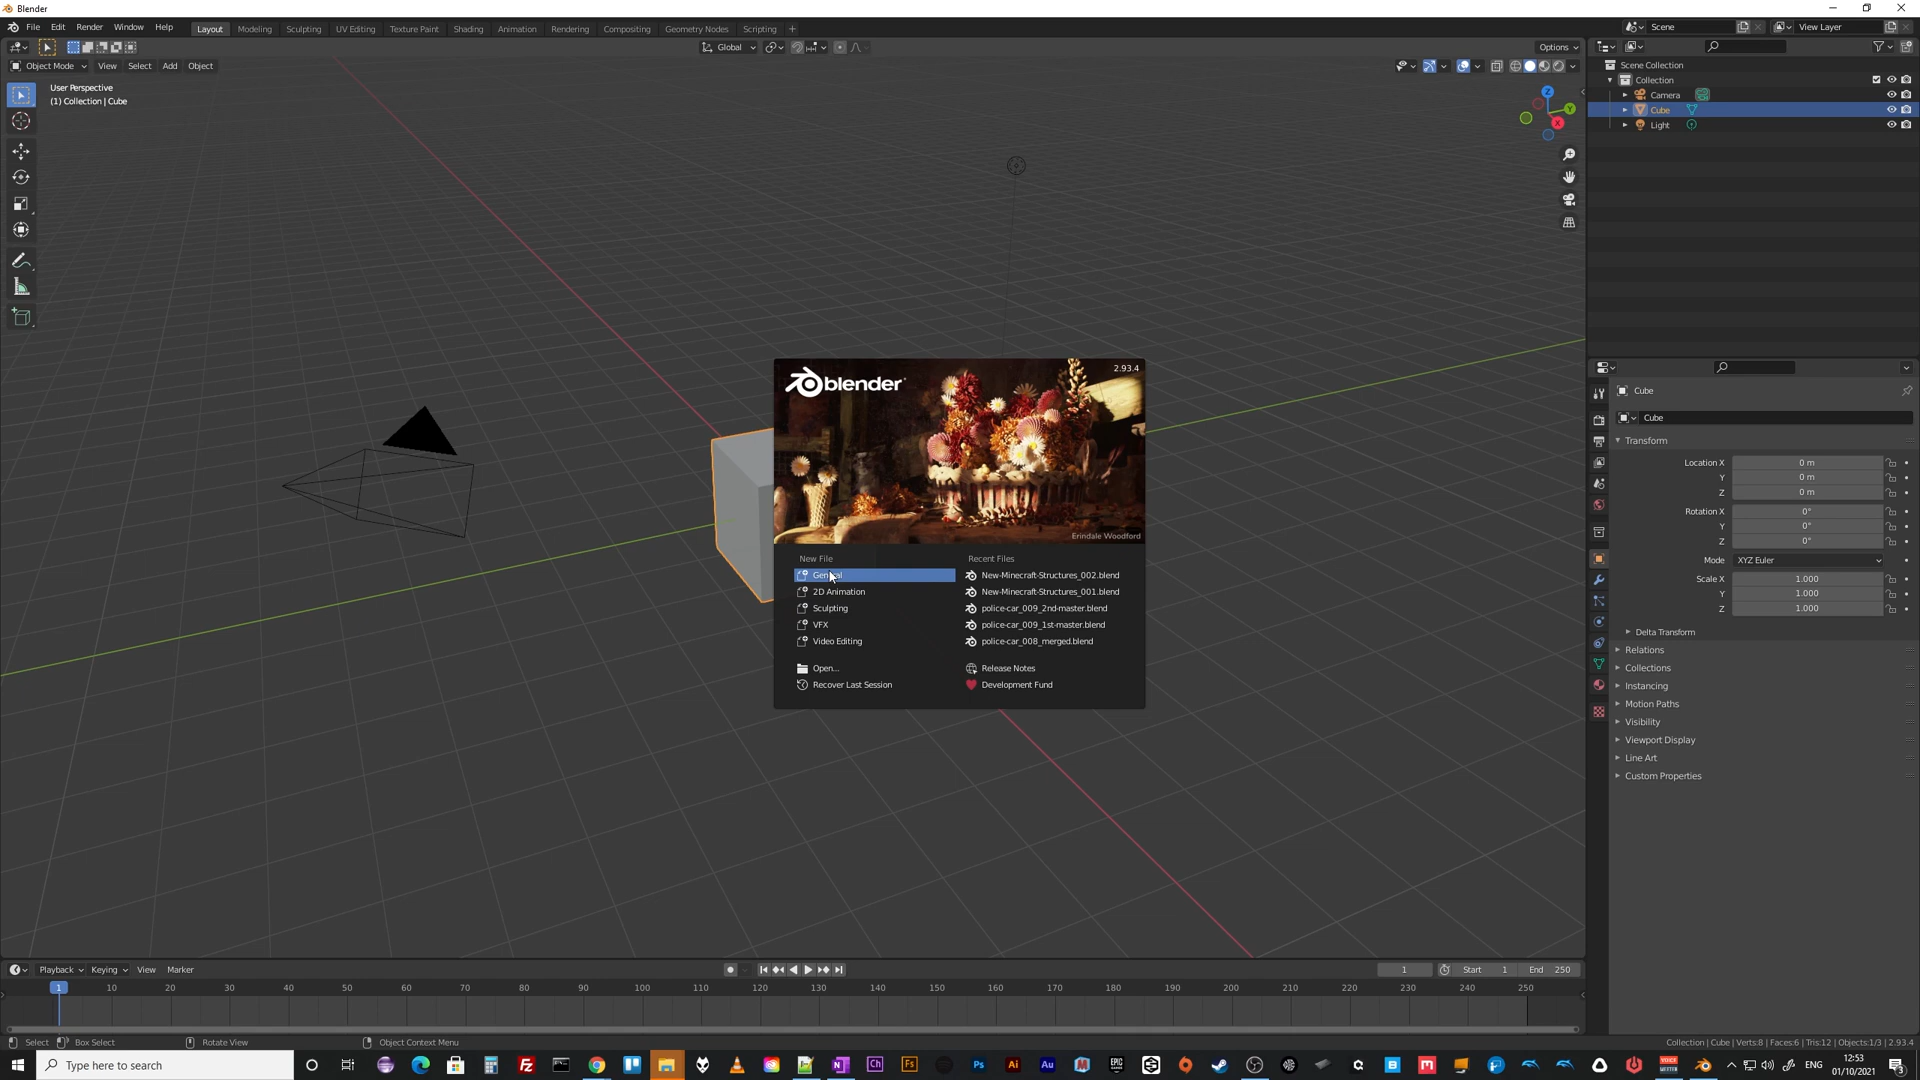 Blender
File Edit Render Window Help
Layout Modeling Sculpting UV Editing Texture Paint Shading Animation Rendering Compositing Geometry Nodes Scripting +
Scene
View Layer
Global
Options
Object Mode View Select Add Object
User Perspective
(1) Collection | Cube
Z
Y
X
Scene Collection
Collection
Camera
Cube
Light
blender
2.93.4
Erindale Woodford
New File
General
2D Animation
Sculpting
VFX
Video Editing
Open...
Recover Last Session
Recent Files
New-Minecraft-Structures_002.blend
New-Minecraft-Structures_001.blend
police-car_009_2nd-master.blend
police-car_009_1st-master.blend
police-car_008_merged.blend
Release Notes
Development Fund
Cube
Cube
Transform
Location X 0 m
Y 0 m
Z 0 m
Rotation X 0°
Y 0°
Z 0°
Mode XYZ Euler
Scale X 1.000
Y 1.000
Z 1.000
Delta Transform
Relations
Collections
Instancing
Motion Paths
Visibility
Viewport Display
Line Art
Custom Properties
Playback Keying View Marker
1 Start 1 End 250
1 10 20 30 40 50 60 70 80 90 100 110 120 130 140 150 160 170 180 190 200 210 220 230 240 250
Select Box Select Rotate View Object Context Menu
Collection | Cube | Verts:8 | Faces:6 | Tris:12 | Objects:1/3 | 2.93.4
Type here to search
Fz Ch Fs Ps Ai Au EPIC GAMES
ENG
12:53
01/10/2021
3